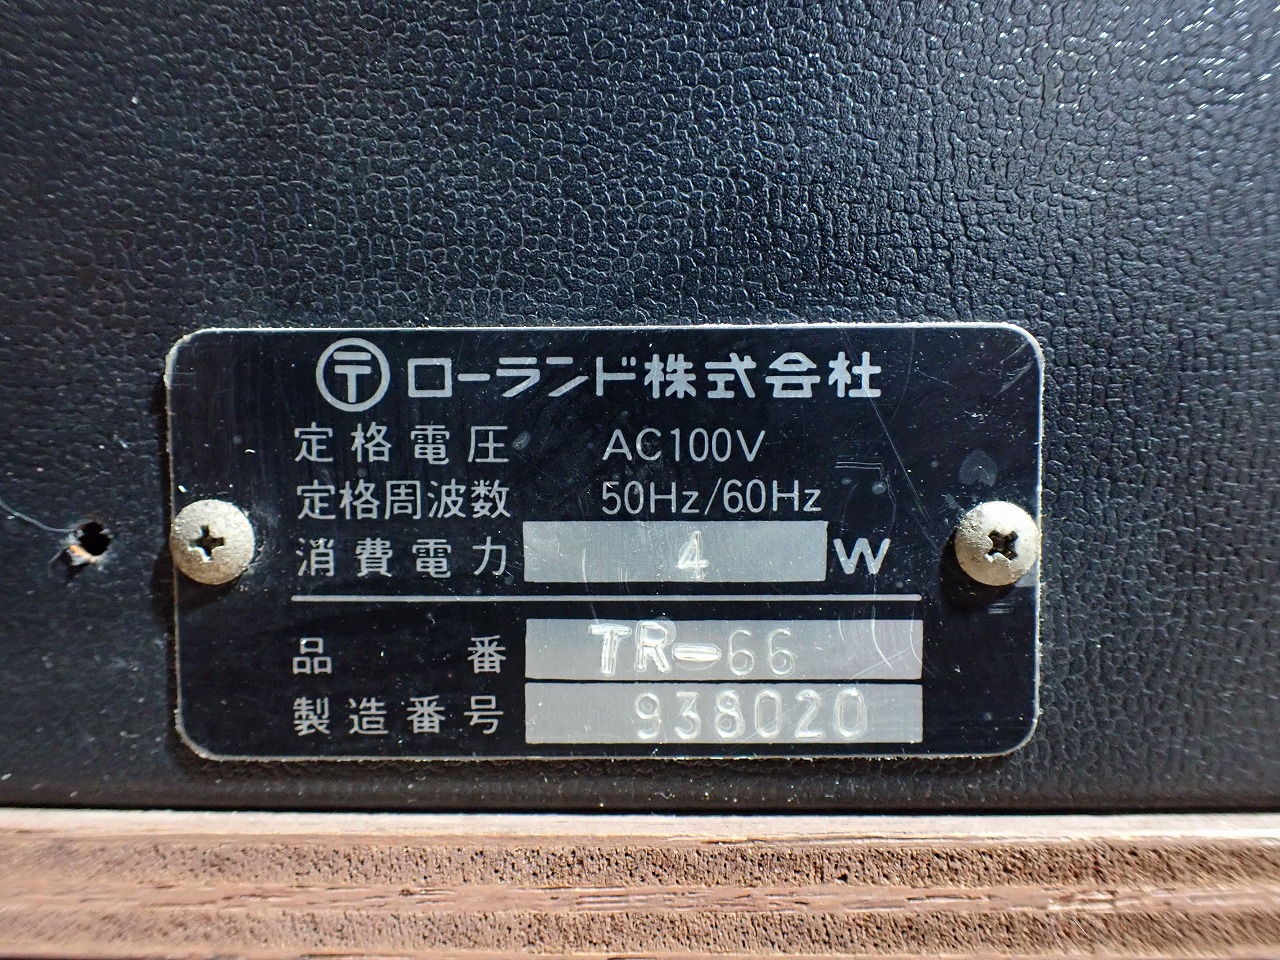 〒 ローランド株式会社
定格電圧 AC100V
定格周波数 50Hz/60Hz
消費電力 4 W
品番 TR-66
製造番号 938020